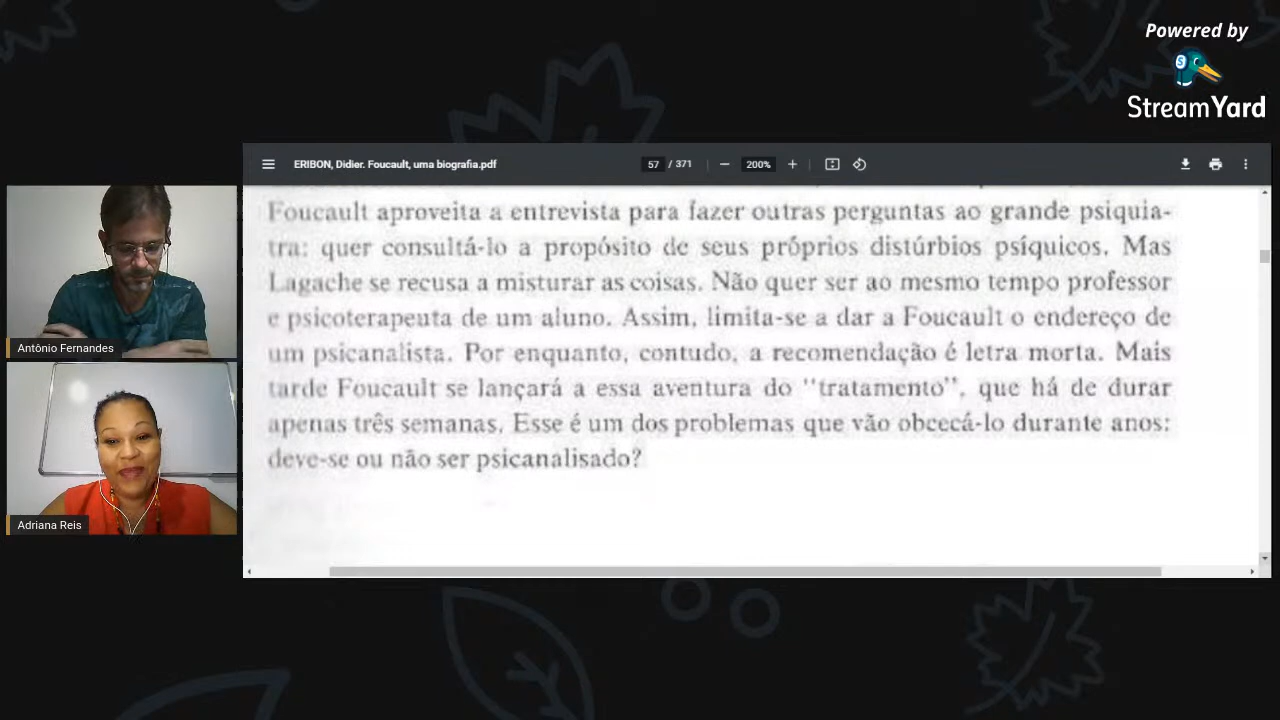 Powered by
StreamYard
ERIBON, Didier. Foucault, uma biografia.pdf
57 / 371
200%
Foucault aproveita a entrevista para fazer outras perguntas ao grande psiquia-
tra: quer consultá-lo a propósito de seus próprios distúrbios psíquicos. Mas
Lagache se recusa a misturar as coisas. Não quer ser ao mesmo tempo professor
e psicoterapeuta de um aluno. Assim, limita-se a dar a Foucault o endereço de
um psicanalista. Por enquanto, contudo, a recomendação é letra morta. Mais
tarde Foucault se lançará a essa aventura do "tratamento", que há de durar
apenas três semanas. Esse é um dos problemas que vão obcecá-lo durante anos:
deve-se ou não ser psicanalisado?
Antônio Fernandes
Adriana Reis